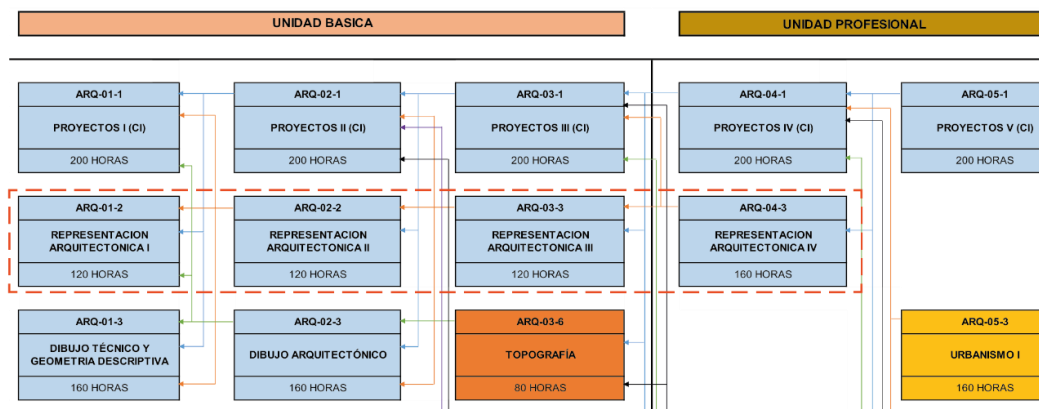 UNIDAD BASICA
UNIDAD PROFESIONAL
ARQ-01-1
PROYECTOS I (CI)
200 HORAS
ARQ-02-1
PROYECTOS II (CI)
200 HORAS
ARQ-03-1
PROYECTOS III (CI)
200 HORAS
ARQ-04-1
PROYECTOS IV (CI)
200 HORAS
ARQ-05-1
PROYECTOS V (CI)
200 HORAS
ARQ-01-2
REPRESENTACION
ARQUITECTONICA I
120 HORAS
ARQ-02-2
REPRESENTACION
ARQUITECTONICA II
120 HORAS
ARQ-03-3
REPRESENTACION
ARQUITECTONICA III
120 HORAS
ARQ-04-3
REPRESENTACION
ARQUITECTONICA IV
160 HORAS
ARQ-01-3
DIBUJO TÉCNICO Y
GEOMETRIA DESCRIPTIVA
160 HORAS
ARQ-02-3
DIBUJO ARQUITECTÓNICO
160 HORAS
ARQ-03-6
TOPOGRAFÍA
80 HORAS
ARQ-05-3
URBANISMO I
160 HORAS